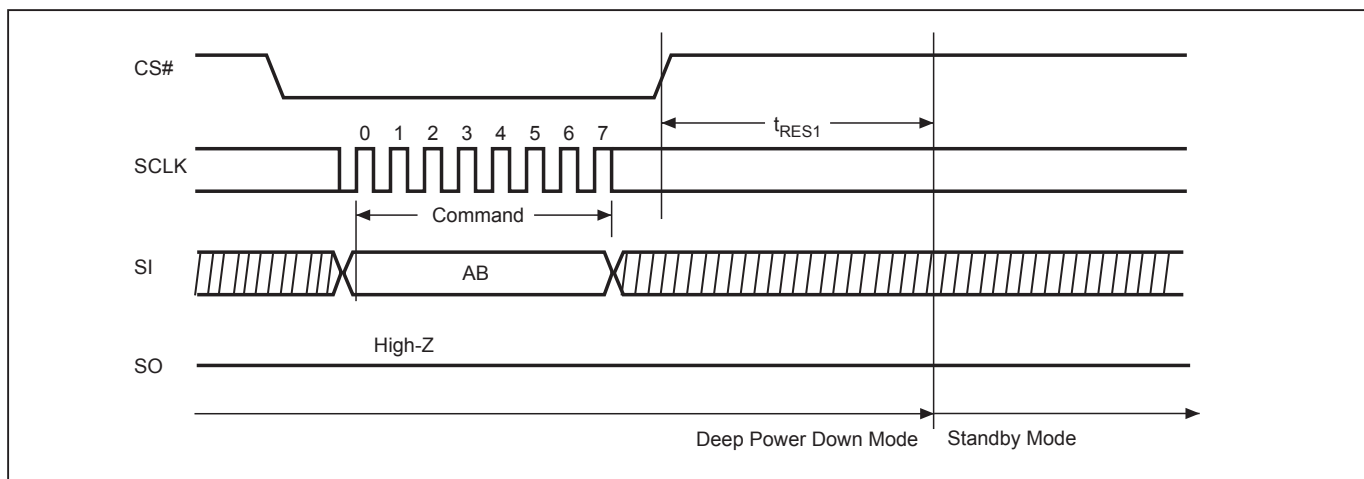 CS#
t_RES1
0 1 2 3 4 5 6 7
SCLK
Command
SI
AB
High-Z
SO
Deep Power Down Mode
Standby Mode